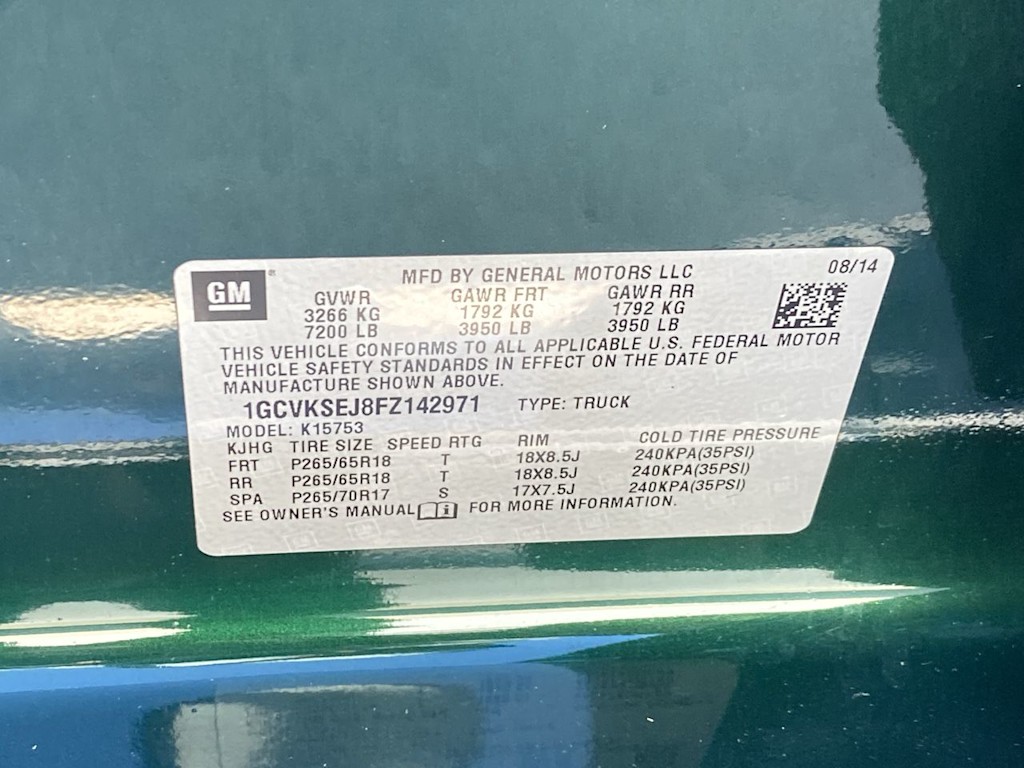 GM
MFD BY GENERAL MOTORS LLC 08/14
GVWR GAWR FRT GAWR RR
3266 KG 1792 KG 1792 KG
7200 LB 3950 LB 3950 LB
THIS VEHICLE CONFORMS TO ALL APPLICABLE U.S. FEDERAL MOTOR
VEHICLE SAFETY STANDARDS IN EFFECT ON THE DATE OF
MANUFACTURE SHOWN ABOVE.
1GCVKSEJ8FZ142971 TYPE: TRUCK
MODEL: K15753
KJHG TIRE SIZE SPEED RTG RIM COLD TIRE PRESSURE
FRT P265/65R18 T 18X8.5J 240KPA(35PSI)
RR P265/65R18 T 18X8.5J 240KPA(35PSI)
SPA P265/70R17 S 17X7.5J 240KPA(35PSI)
SEE OWNER'S MANUAL FOR MORE INFORMATION.